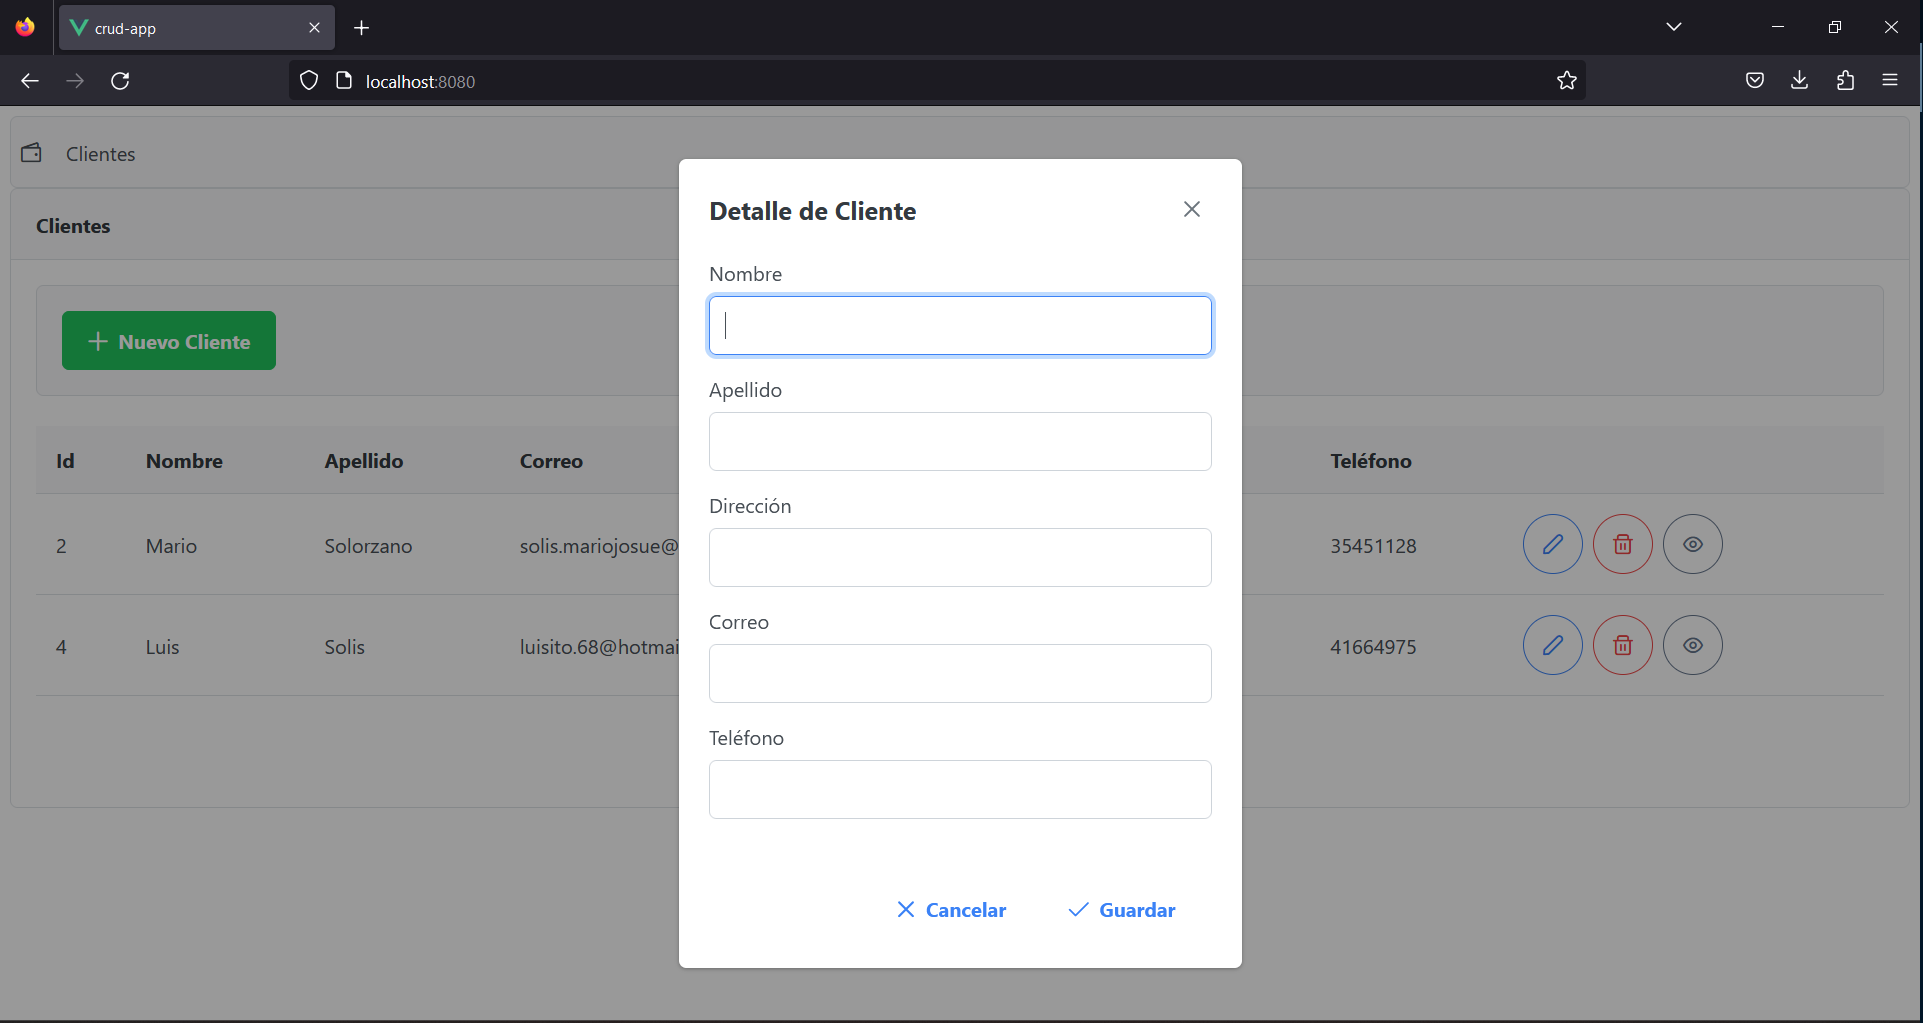 crud-app
localhost:8080
Clientes
Clientes
Nuevo Cliente
Id Nombre Apellido Correo Teléfono
2 Mario Solorzano solis.mariojosue@ 35451128
4 Luis Solis luisito.68@hotmai 41664975
Detalle de Cliente
Nombre
Apellido
Dirección
Correo
Teléfono
Cancelar Guardar